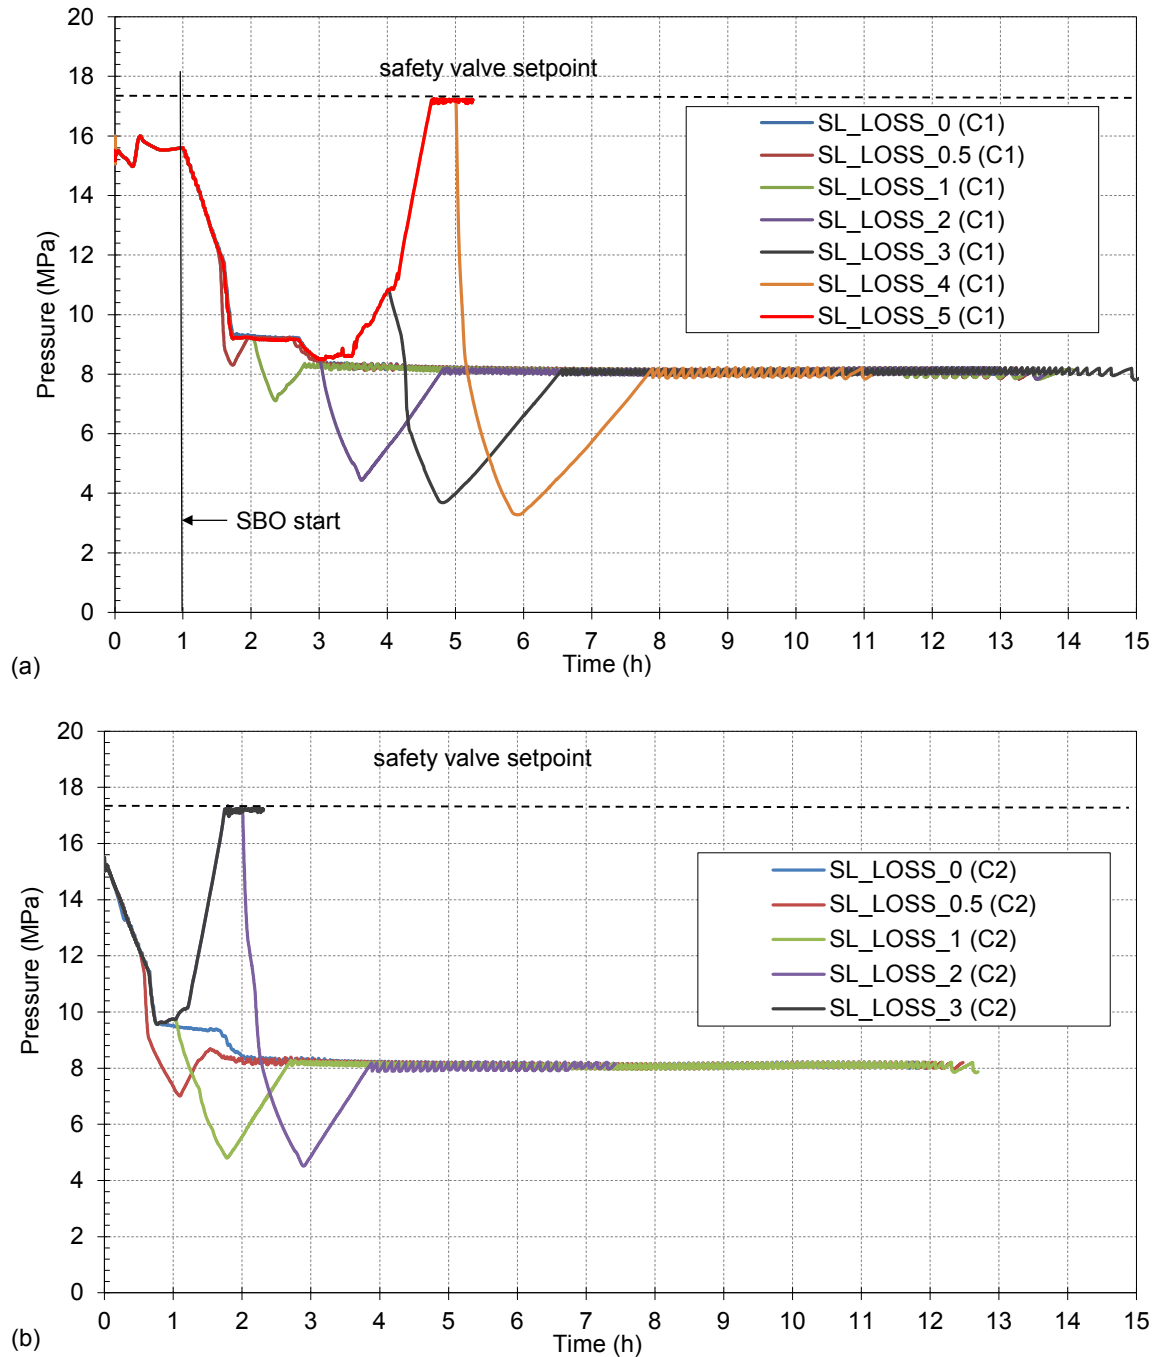 20
18
16
14
12
10
8
6
4
2
0
Pressure (MPa)
safety valve setpoint
SL_LOSS_0 (C1)
SL_LOSS_0.5 (C1)
SL_LOSS_1 (C1)
SL_LOSS_2 (C1)
SL_LOSS_3 (C1)
SL_LOSS_4 (C1)
SL_LOSS_5 (C1)
SBO start
0 1 2 3 4 5 6 7 8 9 10 11 12 13 14 15
Time (h)
(a)
20
18
16
14
12
10
8
6
4
2
0
Pressure (MPa)
safety valve setpoint
SL_LOSS_0 (C2)
SL_LOSS_0.5 (C2)
SL_LOSS_1 (C2)
SL_LOSS_2 (C2)
SL_LOSS_3 (C2)
0 1 2 3 4 5 6 7 8 9 10 11 12 13 14 15
Time (h)
(b)